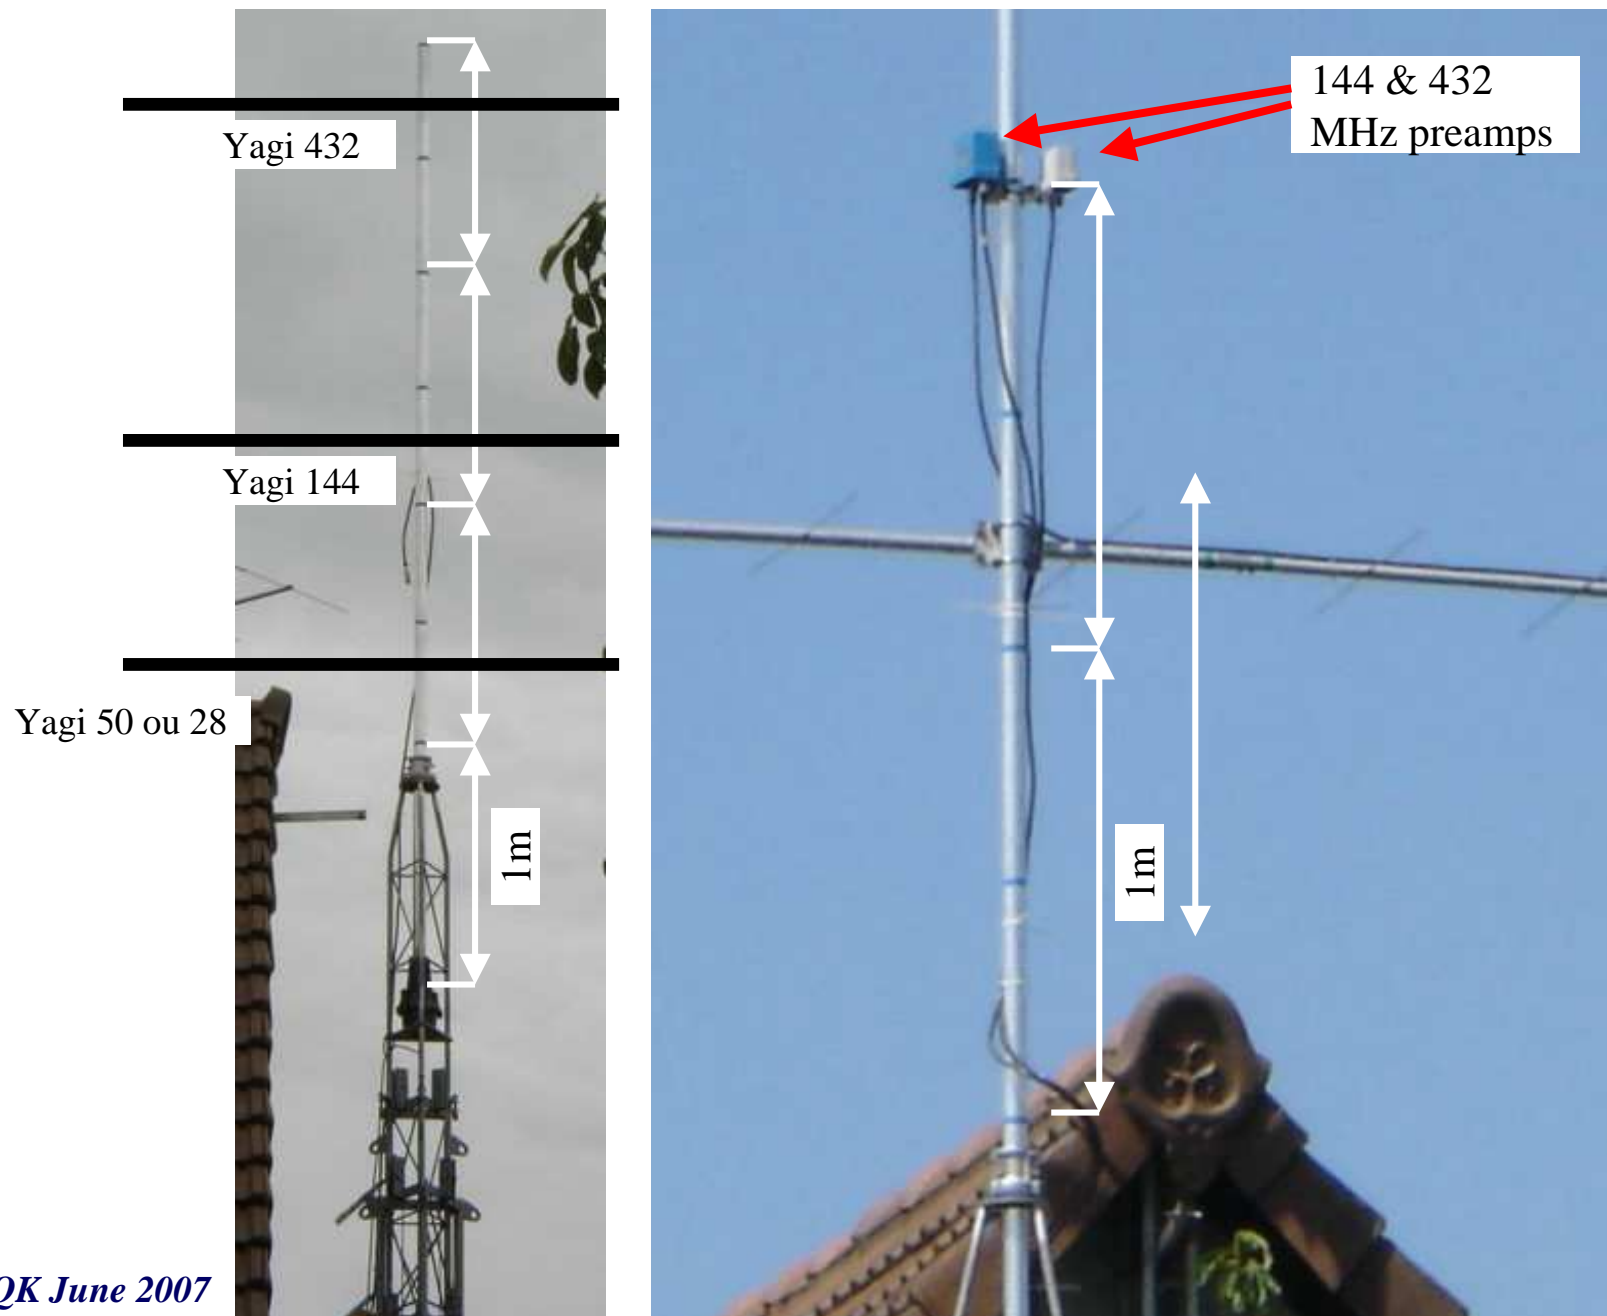 144 & 432
MHz preamps
Yagi 432
Yagi 144
Yagi 50 ou 28
1m
1m
QK June 2007